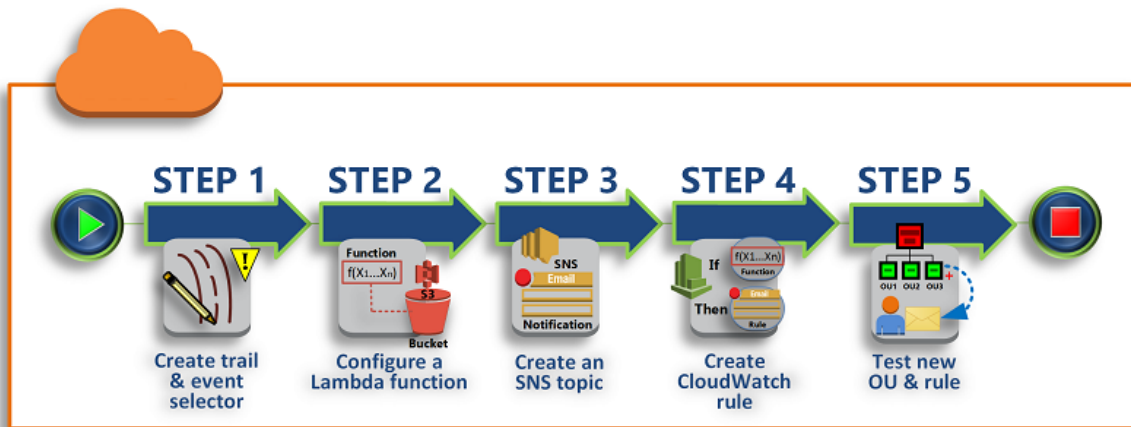 STEP 1
STEP 2
STEP 3
STEP 4
STEP 5
!
Function
f(X1...Xn)
S3
Bucket
SNS
Email
Notification
If
f(X1...Xn)
Function
Then
Email
Rule
OU1 OU2 OU3
+
Create trail
& event
selector
Configure a
Lambda function
Create an
SNS topic
Create
CloudWatch
rule
Test new
OU & rule